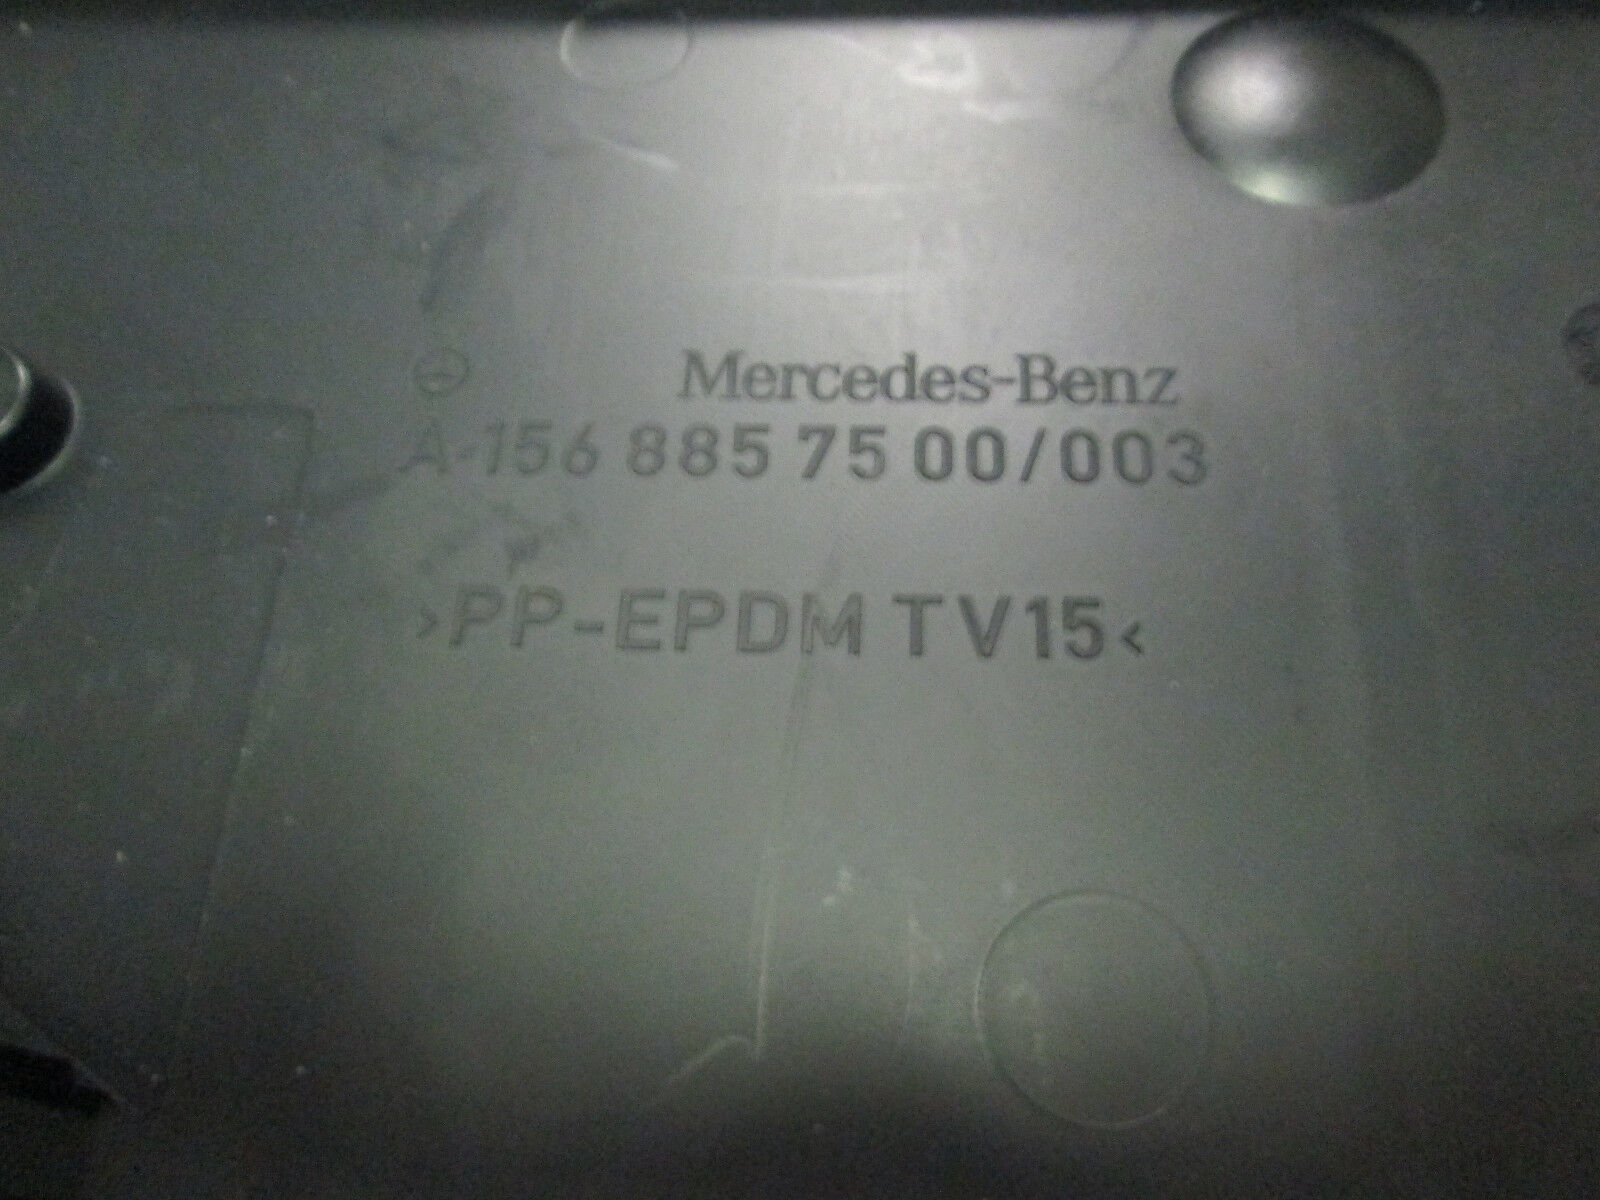 Mercedes-Benz
A-156 885 75 00/003
>PP-EPDM TV15<